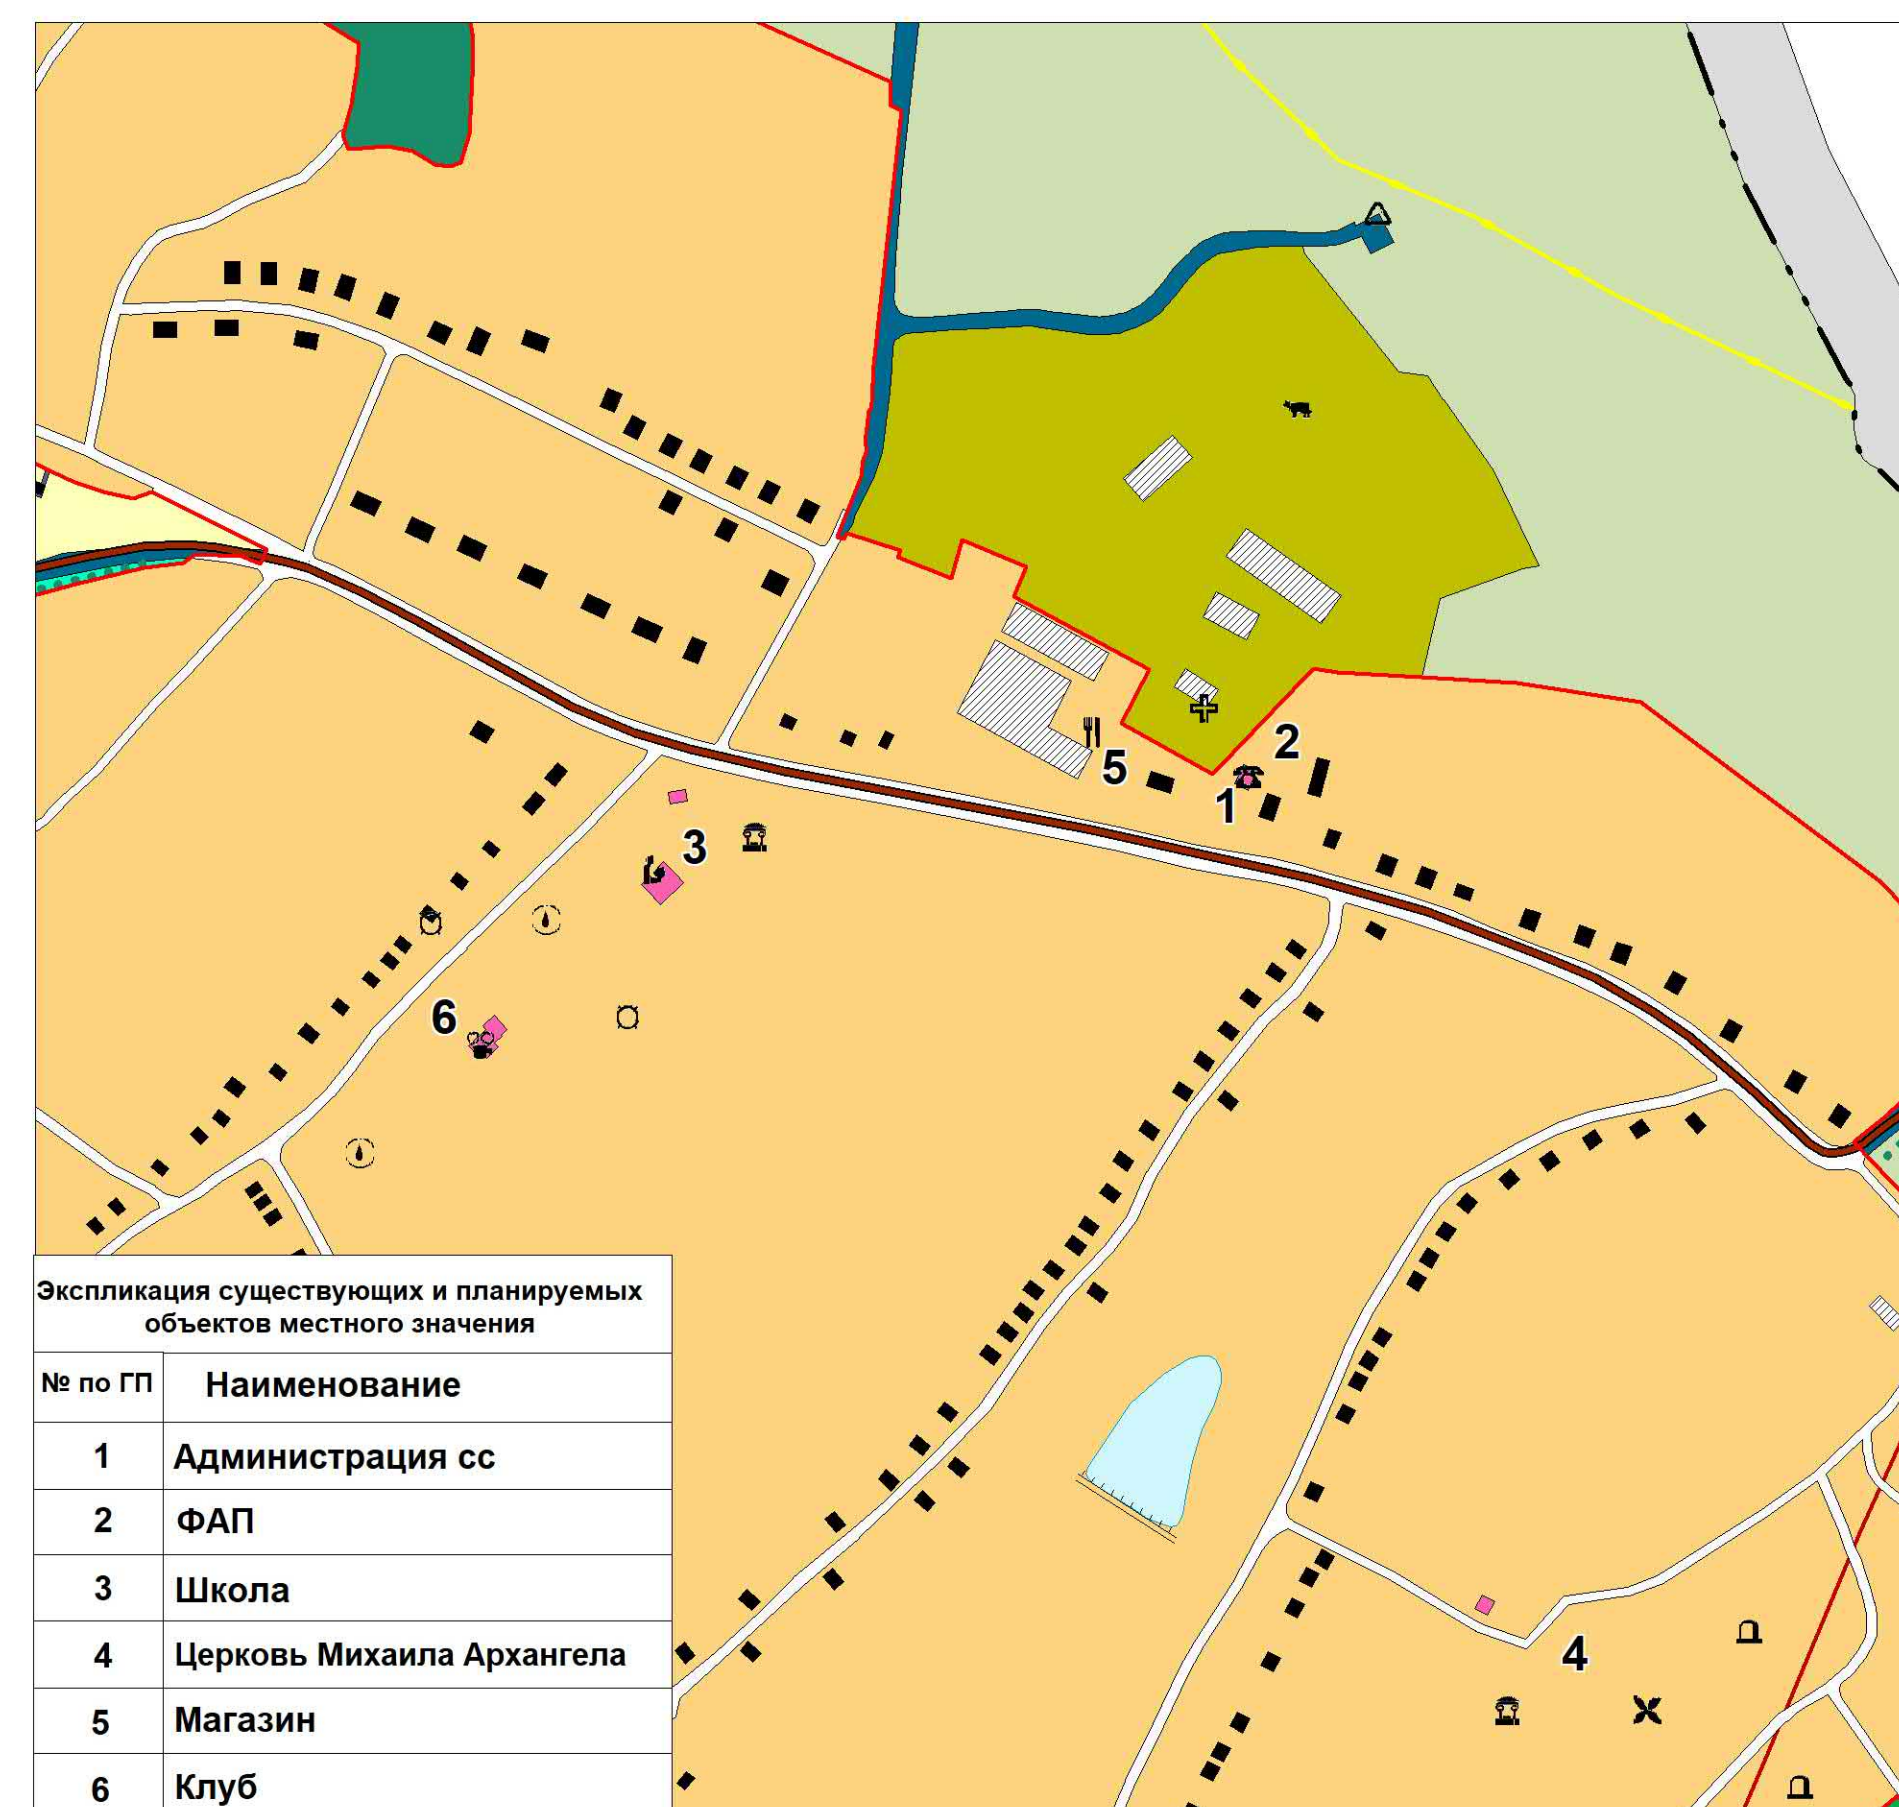 2
5
1
3
6
4
Экспликация существующих и планируемых
объектов местного значения
№ по ГП Наименование
1 Администрация сс
2 ФАП
3 Школа
4 Церковь Михаила Архангела
5 Магазин
6 Клуб